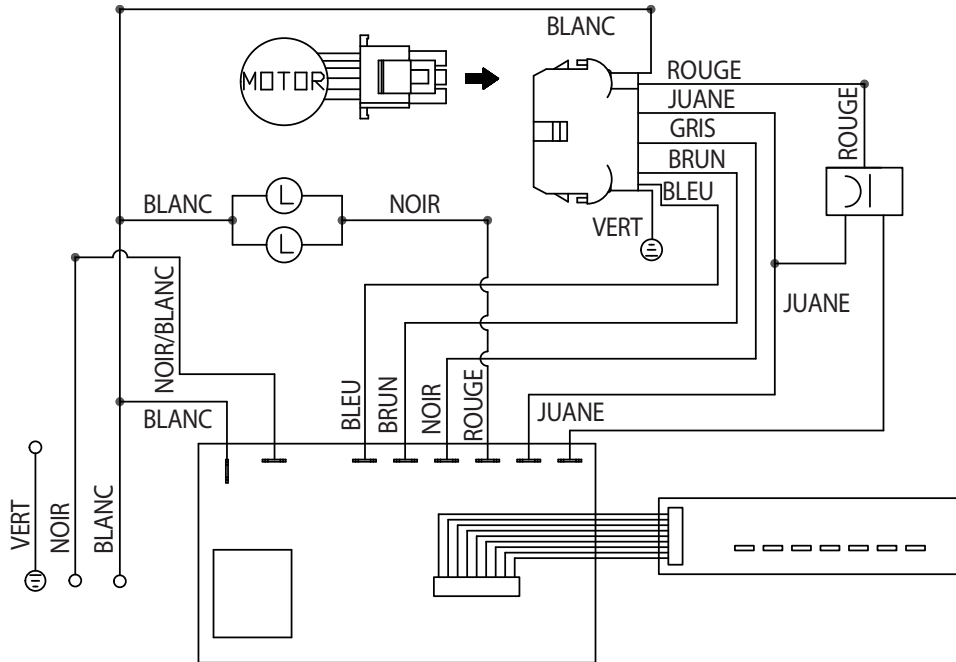 BLANC
MOTOR
ROUGE
JUANE
GRIS
BRUN
BLEU
VERT
ROUGE
BLANC
L
L
NOIR
JUANE
NOIR/BLANC
BLANC
BLEU
BRUN
NOIR
ROUGE
JUANE
VERT
NOIR
BLANC